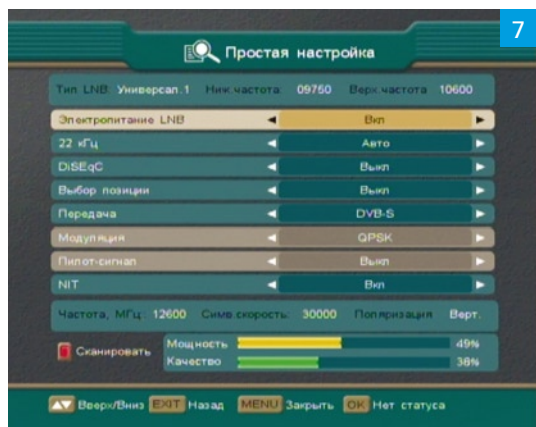 7
Простая настройка
Тип LNB: Универсал.1 Ниж.частота: 09750 Верх.частота 10600
Электропитание LNB Вкл
22 кГц Авто
DiSEqC Выкл
Выбор позиции Выкл
Передача DVB-S
Модуляция QPSK
Пилот-сигнал Выкл
NIT Вкл
Частота, МГц: 12600 Симв.скорость: 30000 Поляризация Верт.
Сканировать
Мощность 49%
Качество 36%
Вверх/Вниз EXIT Назад MENU Закрыть OK Нет статуса